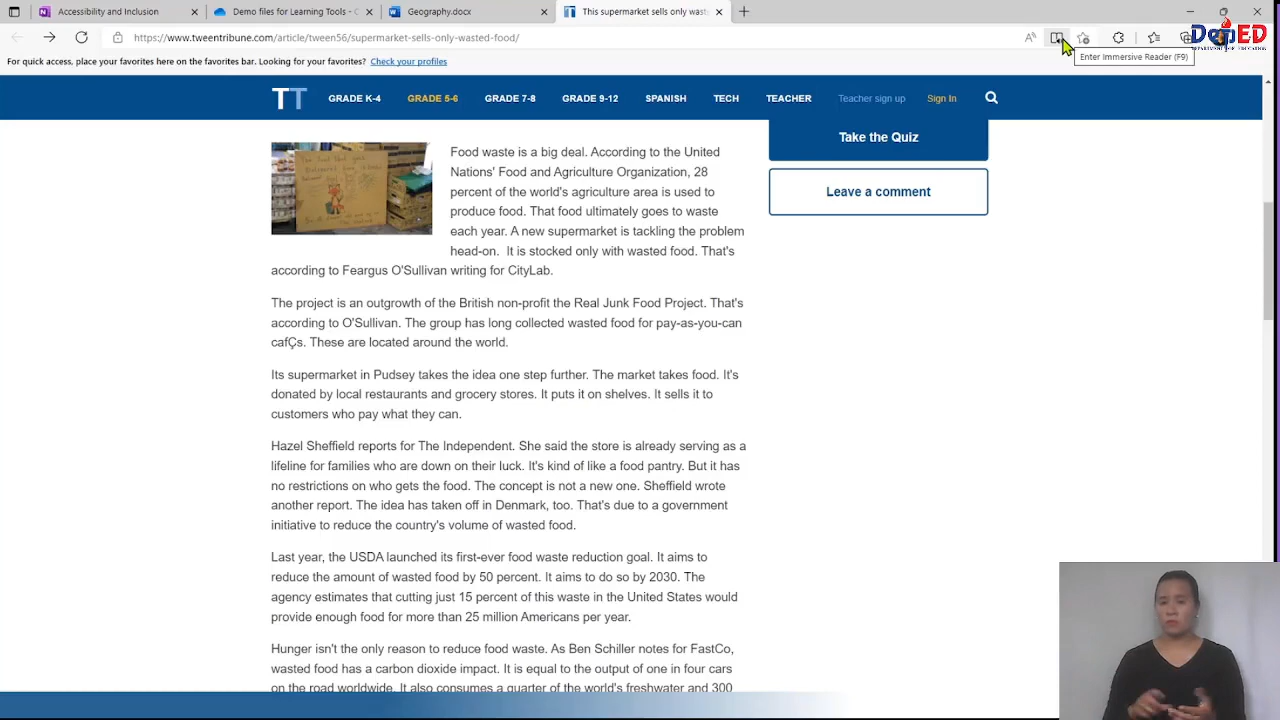 Accessibility and Inclusion
Demo files for Learning Tools - C
Geography.docx
This supermarket sells only waste
https://www.tweentribune.com/article/tween56/supermarket-sells-only-wasted-food/
DepED
Enter Immersive Reader (F9)
For quick access, place your favorites here on the favorites bar. Looking for your favorites? Check your profiles
TT GRADE K-4 GRADE 5-6 GRADE 7-8 GRADE 9-12 SPANISH TECH TEACHER Teacher sign up Sign In
Take the Quiz
Leave a comment
Food waste is a big deal. According to the United
Nations' Food and Agriculture Organization, 28
percent of the world's agriculture area is used to
produce food. That food ultimately goes to waste
each year. A new supermarket is tackling the problem
head-on. It is stocked only with wasted food. That's
according to Feargus O'Sullivan writing for CityLab.
The project is an outgrowth of the British non-profit the Real Junk Food Project. That's
according to O'Sullivan. The group has long collected wasted food for pay-as-you-can
cafÇs. These are located around the world.
Its supermarket in Pudsey takes the idea one step further. The market takes food. It's
donated by local restaurants and grocery stores. It puts it on shelves. It sells it to
customers who pay what they can.
Hazel Sheffield reports for The Independent. She said the store is already serving as a
lifeline for families who are down on their luck. It's kind of like a food pantry. But it has
no restrictions on who gets the food. The concept is not a new one. Sheffield wrote
another report. The idea has taken off in Denmark, too. That's due to a government
initiative to reduce the country's volume of wasted food.
Last year, the USDA launched its first-ever food waste reduction goal. It aims to
reduce the amount of wasted food by 50 percent. It aims to do so by 2030. The
agency estimates that cutting just 15 percent of this waste in the United States would
provide enough food for more than 25 million Americans per year.
Hunger isn't the only reason to reduce food waste. As Ben Schiller notes for FastCo,
wasted food has a carbon dioxide impact. It is equal to the output of one in four cars
on the road worldwide. It also consumes a quarter of the world's freshwater and 300